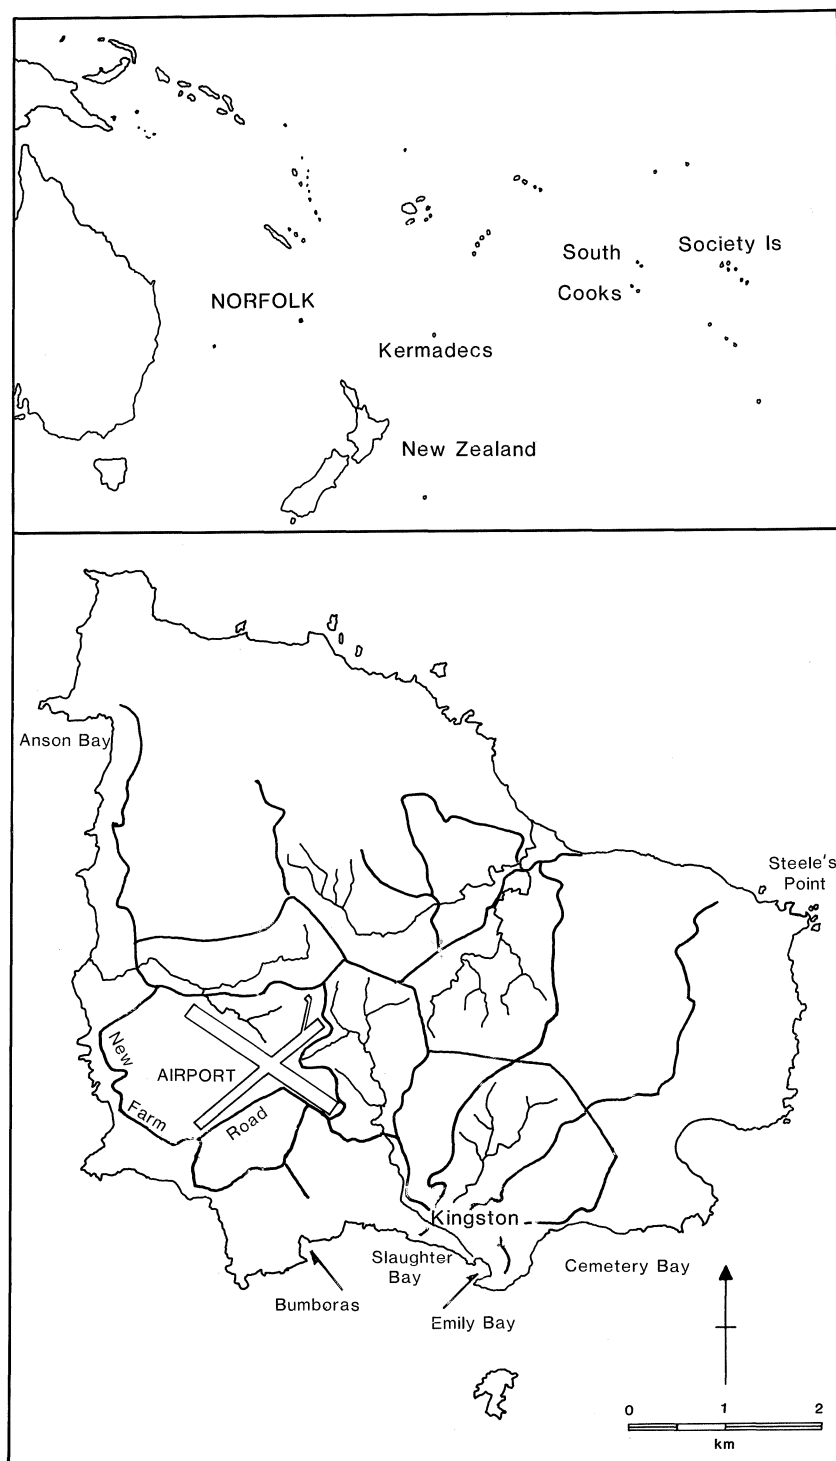 South
Society Is
Cooks
NORFOLK
Kermadecs
New Zealand
Anson Bay
Steele's
Point
New
AIRPORT
Farm
Road
Kingston
Slaughter
Bay
Cemetery Bay
Bumboras
Emily Bay
0 1 2
km